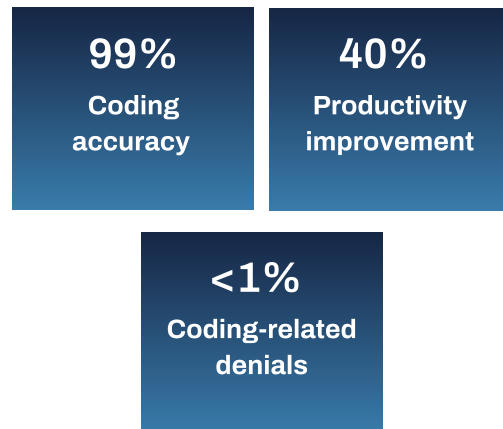 99%
Coding
accuracy
40%
Productivity
improvement
<1%
Coding-related
denials